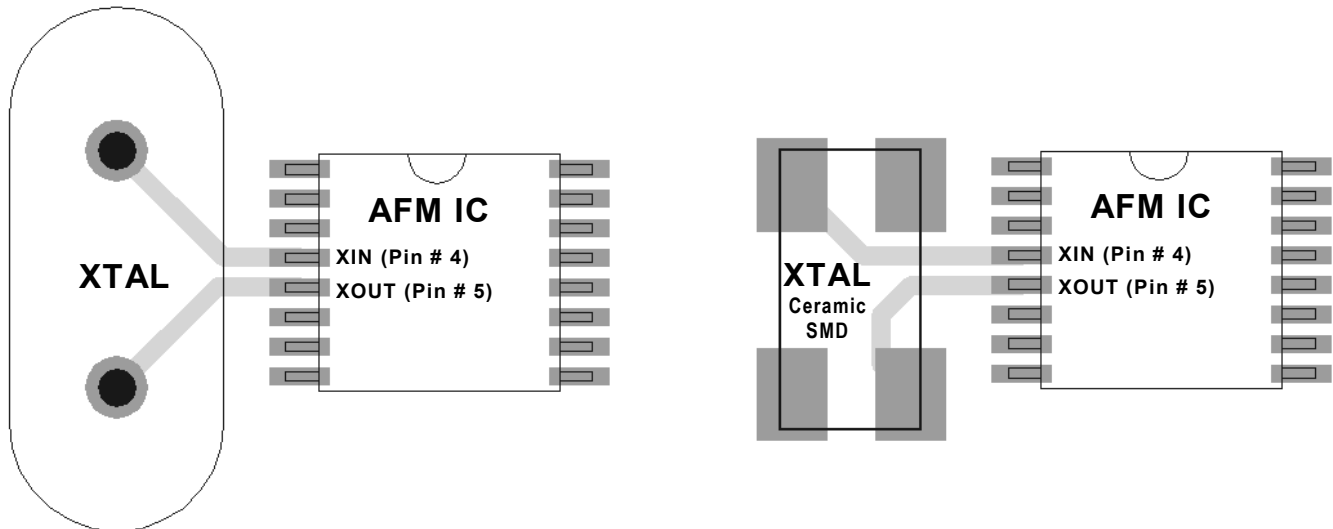 XTAL
AFM IC
XIN (Pin # 4)
XOUT (Pin # 5)
XTAL
Ceramic
SMD
AFM IC
XIN (Pin # 4)
XOUT (Pin # 5)